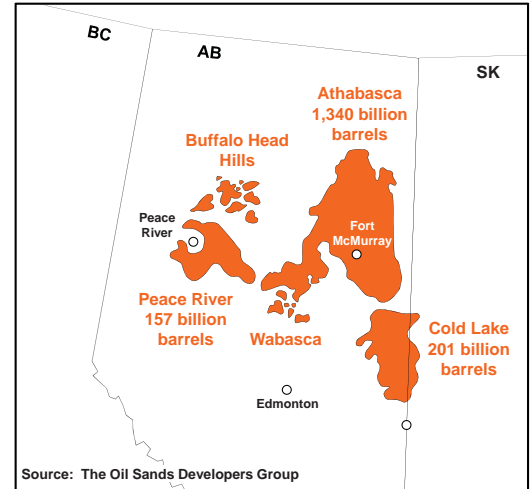 BC
AB
SK
Athabasca
1,340 billion
barrels
Buffalo Head
Hills
Peace
River
Fort
McMurray
Peace River
157 billion
barrels
Wabasca
Cold Lake
201 billion
barrels
Edmonton
Source: The Oil Sands Developers Group